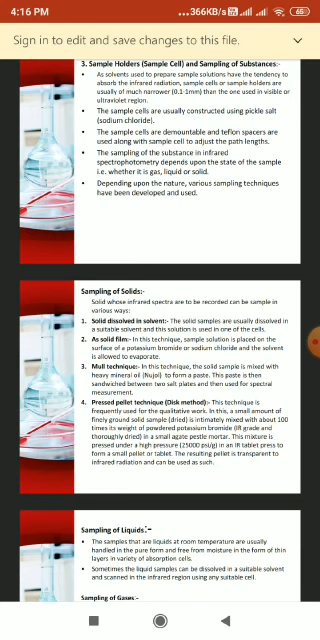 4:16 PM
...366KB/s
65
Sign in to edit and save changes to this file.
3. Sample Holders (Sample Cell) and Sampling of Substances:-
• As solvents used to prepare sample solutions have the tendency to
absorb the infrared radiation, sample cells or sample holders are
usually of much narrower (0.1-1mm) than the one used in visible or
ultraviolet region.
• The sample cells are usually constructed using pickle salt
(sodium chloride).
• The sample cells are demountable and teflon spacers are
used along with sample cell to adjust the path lengths.
• The sampling of the substance in infrared
spectrophotometry depends upon the state of the sample
i.e. whether it is gas, liquid or solid.
• Depending upon the nature, various sampling techniques
have been developed and used.
Sampling of Solids:-
Solid whose infrared spectra are to be recorded can be sample in
various ways:
1. Solid dissolved in solvent:- The solid samples are usually dissolved in
a suitable solvent and this solution is used in one of the cells.
2. As solid film:- In this technique, sample solution is placed on the
surface of a potassium bromide or sodium chloride and the solvent
is allowed to evaporate.
3. Mull technique:- In this technique, the solid sample is mixed with
heavy mineral oil (Nujol) to form a paste. This paste is then
sandwiched between two salt plates and then used for spectral
measurement.
4. Pressed pellet technique (Disk method):- This technique is
frequently used for the qualitative work. In this, a small amount of
finely ground solid sample (dried) is intimately mixed with about 100
times its weight of powdered potassium bromide (IR grade and
thoroughly dried) in a small agate pestle mortar. This mixture is
pressed under a high pressure (25000 psi/g) in an IR tablet press to
form a small pellet or tablet. The resulting pellet is transparent to
infrared radiation and can be used as such.
Sampling of Liquids:-
• The samples that are liquids at room temperature are usually
handled in the pure form and free from moisture in the form of thin
layers in variety of absorption cells.
• Sometimes the liquid samples can be dissolved in a suitable solvent
and scanned in the infrared region using any suitable cell.
Sampling of Gases:-